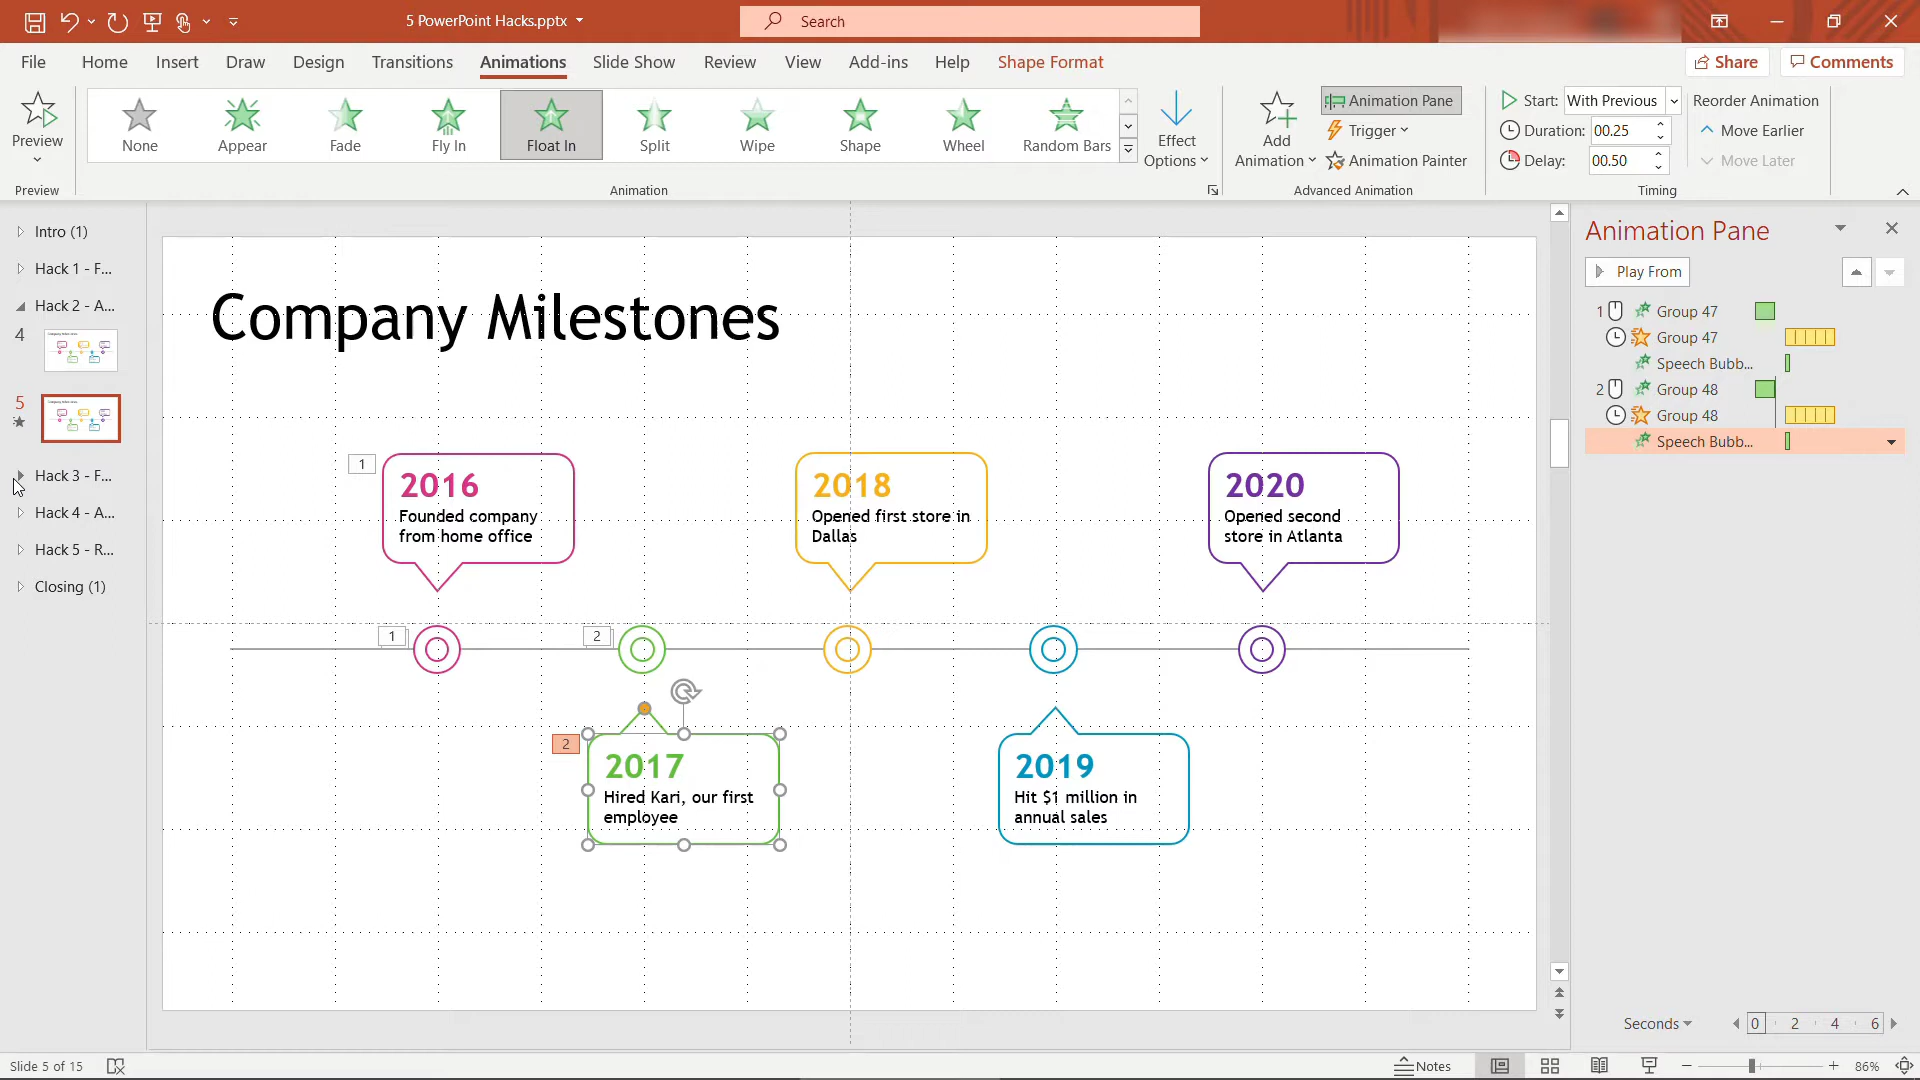 5 PowerPoint Hacks.pptx
Search
File Home Insert Draw Design Transitions Animations Slide Show Review View Add-ins Help Shape Format
Share Comments
Preview
Preview
None Appear Fade Fly In Float In Split Wipe Shape Wheel Random Bars
Animation
Effect
Options
Add
Animation
Animation Pane
Trigger
Animation Painter
Advanced Animation
Start: With Previous
Duration: 00.25
Delay: 00.50
Reorder Animation
Move Earlier
Move Later
Timing
Intro (1)
Hack 1 - F...
Hack 2 - A...
4
5
Hack 3 - F...
Hack 4 - A...
Hack 5 - R...
Closing (1)
Company Milestones
1
2016
Founded company
from home office
2018
Opened first store in
Dallas
2020
Opened second
store in Atlanta
1
2
2
2017
Hired Kari, our first
employee
2019
Hit $1 million in
annual sales
Animation Pane
Play From
1 Group 47
Group 47
Speech Bubb...
2 Group 48
Group 48
Speech Bubb...
Seconds 0 2 4 6
Slide 5 of 15
Notes
86%